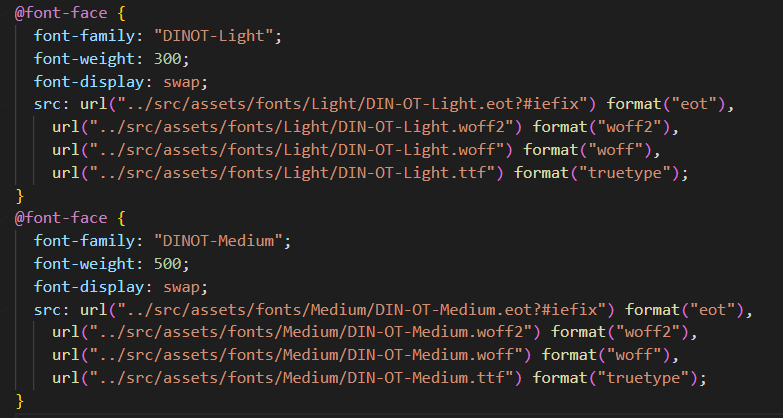 @font-face {
  font-family: "DINOT-Light";
  font-weight: 300;
  font-display: swap;
  src: url("../src/assets/fonts/Light/DIN-OT-Light.eot?#iefix") format("eot"),
    url("../src/assets/fonts/Light/DIN-OT-Light.woff2") format("woff2"),
    url("../src/assets/fonts/Light/DIN-OT-Light.woff") format("woff"),
    url("../src/assets/fonts/Light/DIN-OT-Light.ttf") format("truetype");
}
@font-face {
  font-family: "DINOT-Medium";
  font-weight: 500;
  font-display: swap;
  src: url("../src/assets/fonts/Medium/DIN-OT-Medium.eot?#iefix") format("eot"),
    url("../src/assets/fonts/Medium/DIN-OT-Medium.woff2") format("woff2"),
    url("../src/assets/fonts/Medium/DIN-OT-Medium.woff") format("woff"),
    url("../src/assets/fonts/Medium/DIN-OT-Medium.ttf") format("truetype");
}